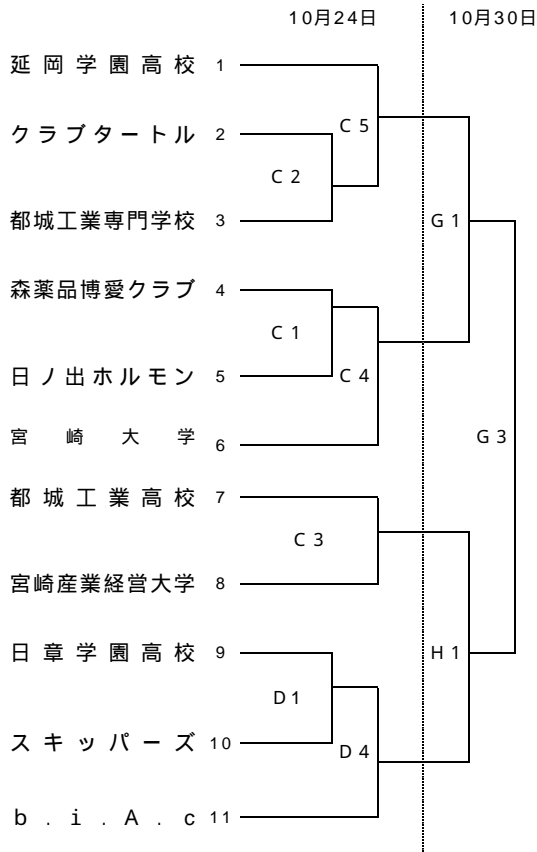 10月24日 10月30日
延岡学園高校 1
C5
クラブタートル 2
C2
都城工業専門学校 3
G1
森薬品博愛クラブ 4
C1
日ノ出ホルモン 5
C4
宮崎大学 6
G3
都城工業高校 7
C3
宮崎産業経営大学 8
日章学園高校 9
H1
D1
スキッパーズ 10
D4
b.i.A.c 11